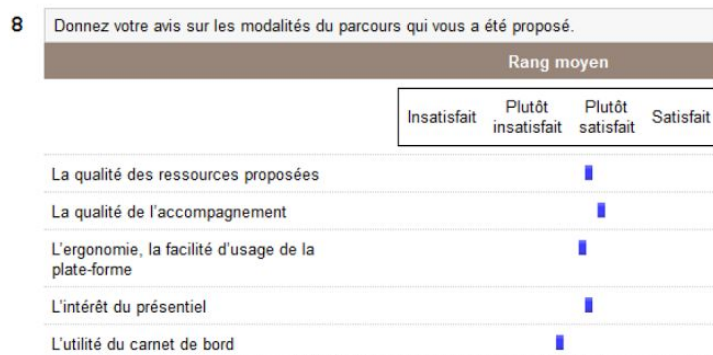 8 Donnez votre avis sur les modalités du parcours qui vous a été proposé.
Rang moyen
Insatisfait Plutôt insatisfait Plutôt satisfait Satisfait
La qualité des ressources proposées
La qualité de l'accompagnement
L'ergonomie, la facilité d'usage de la
plate-forme
L'intérêt du présentiel
L'utilité du carnet de bord